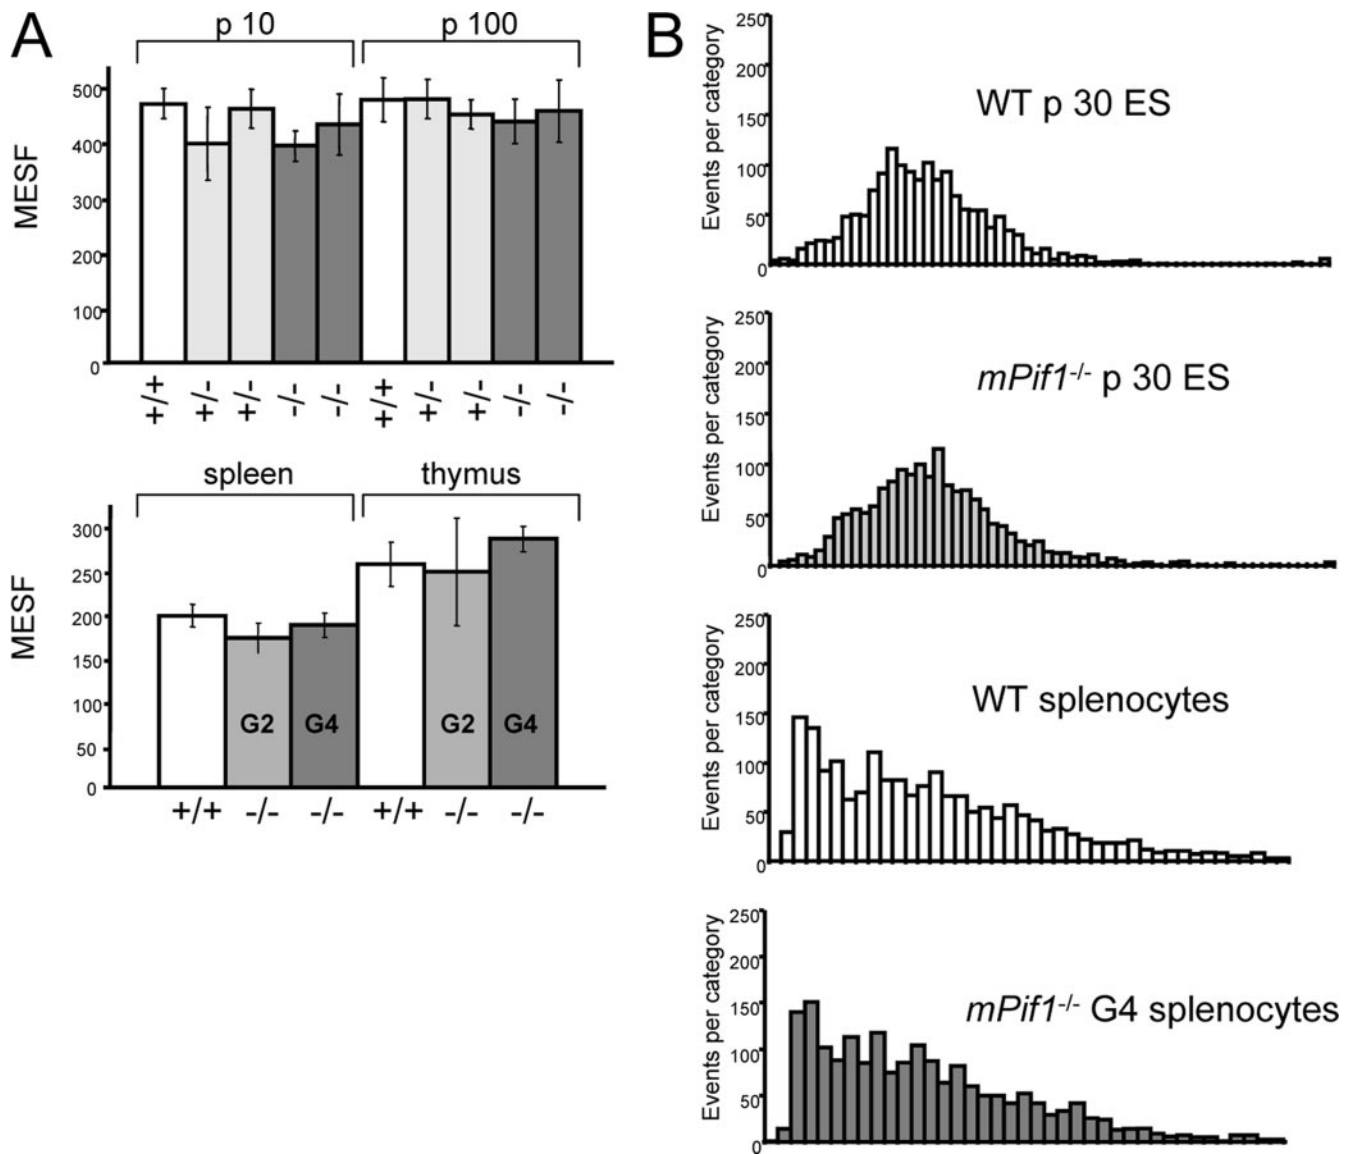 A
p 10
p 100
MESF
500
400
300
200
100
0
+/+
+/-
+/-
-/-
-/-
+/+
+/-
+/-
-/-
-/-
spleen
thymus
MESF
300
250
200
150
100
50
0
G2
G4
G2
G4
+/+
-/-
-/-
+/+
-/-
-/-
B
Events per category
250
200
150
100
50
0
WT p 30 ES
Events per category
250
200
150
100
50
0
mPif1-/- p 30 ES
Events per category
250
200
150
100
50
0
WT splenocytes
Events per category
250
200
150
100
50
0
mPif1-/- G4 splenocytes